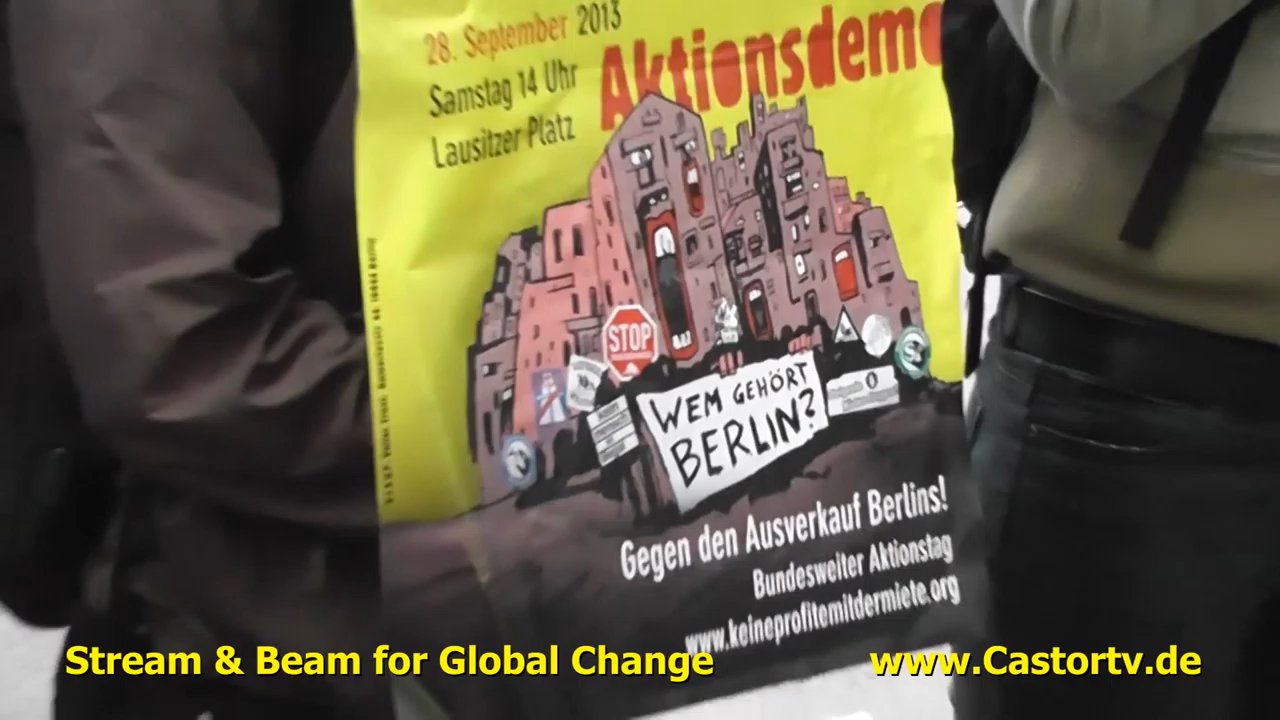 28. September 2013
Samstag 14 Uhr
Lausitzer Platz
Aktionsdemo
STOP
WEM GEHÖRT
BERLIN?
Gegen den Ausverkauf Berlins!
Bundesweiter Aktionstag
www.keineprofitemitdermiete.org
Stream & Beam for Global Change
www.Castortv.de